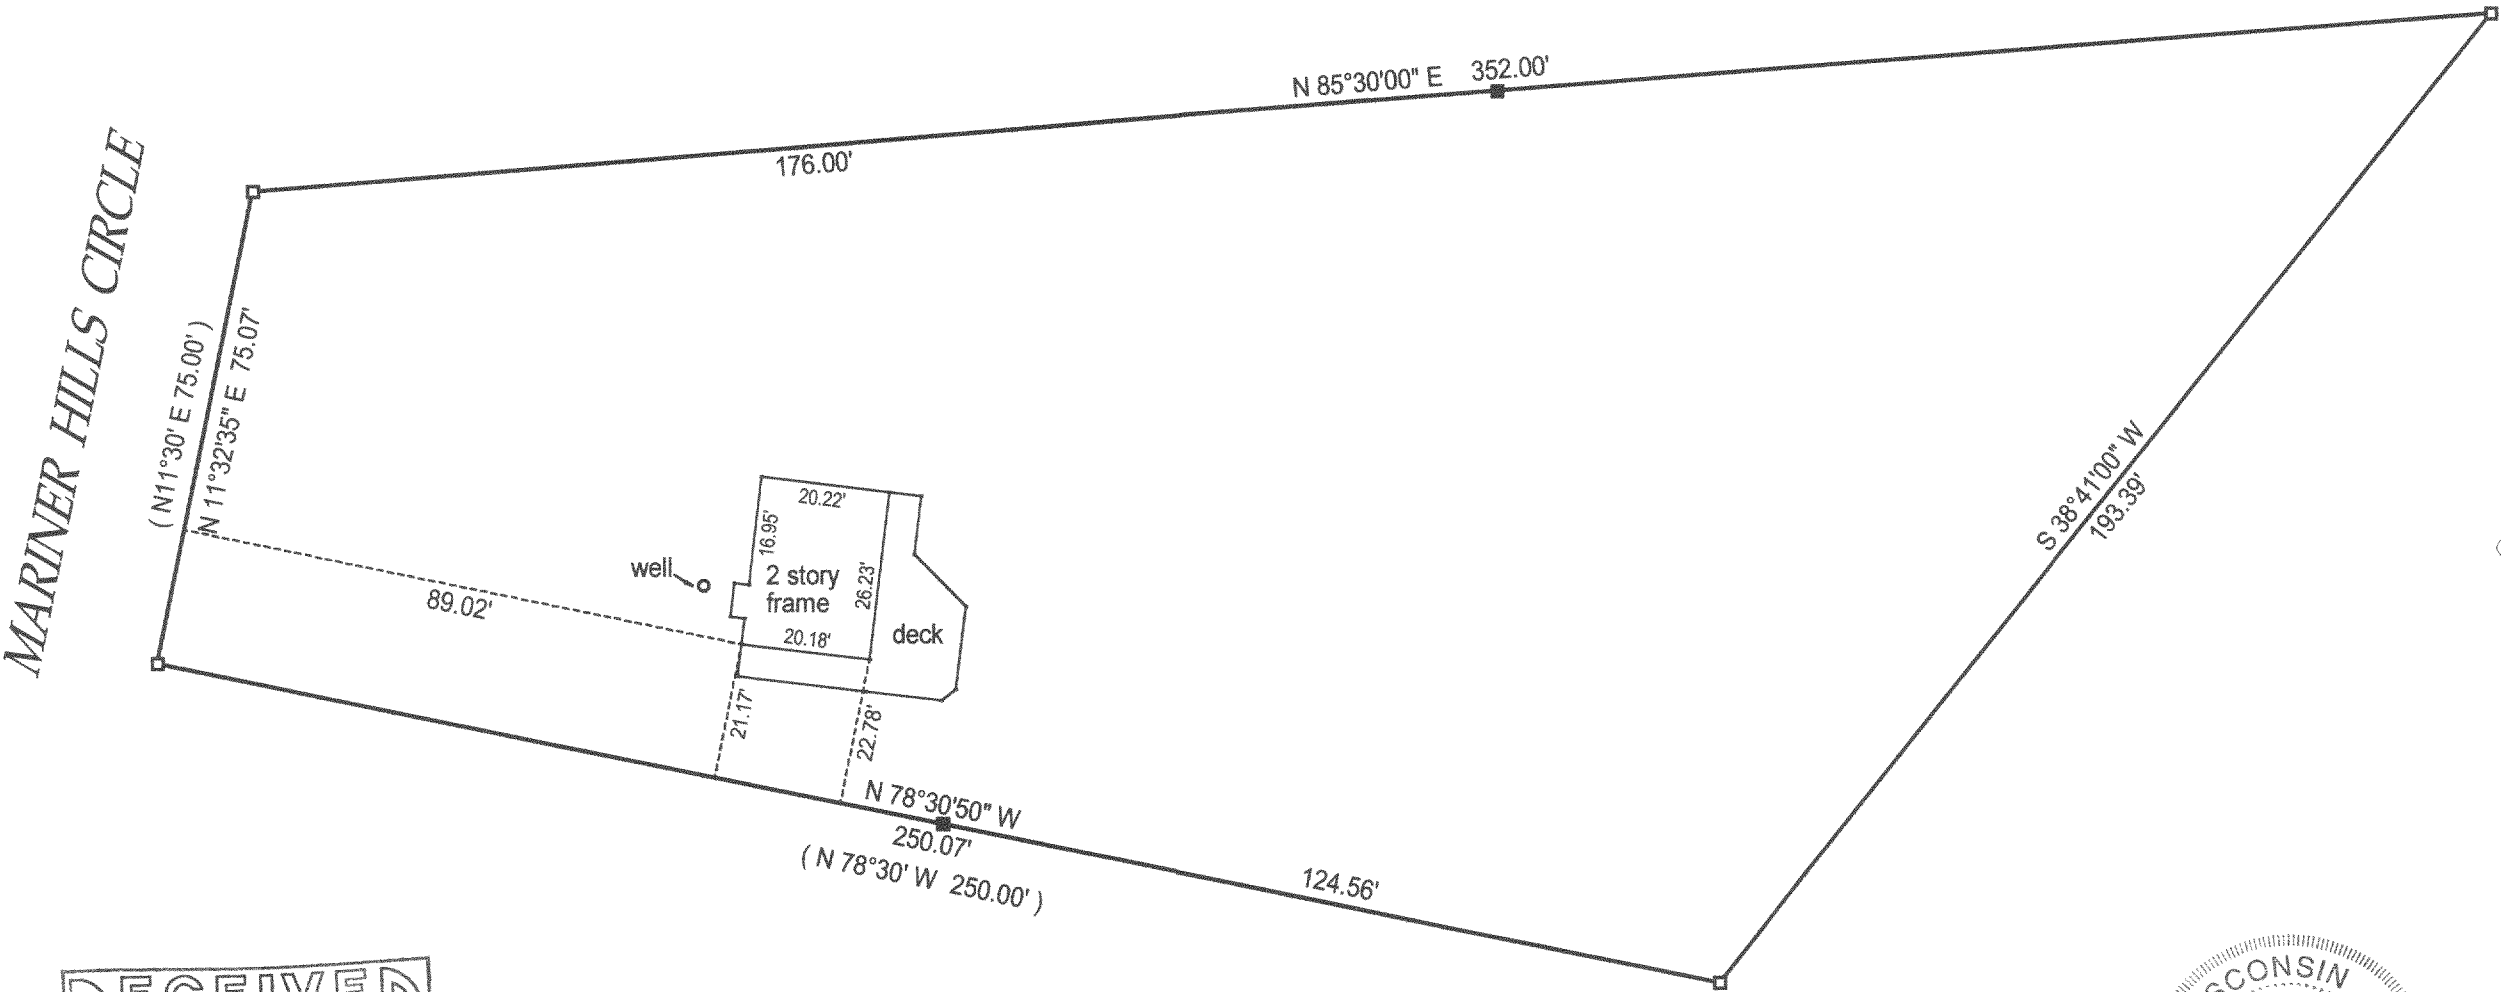 N 85°30'00" E 352.00'
176.00'
MARINER HILLS CIRCLE
( N11°30' E 75.00' )
N 11°32'35" E 75.07'
S 38°41'00" W
193.39'
20.22'
16.95'
well
2 story
frame
26.23'
89.02'
20.18'
deck
21.17'
22.78'
N 78°30'50" W
250.07'
( N 78°30' W 250.00' )
124.56'
RECEIVED
SCONSIN